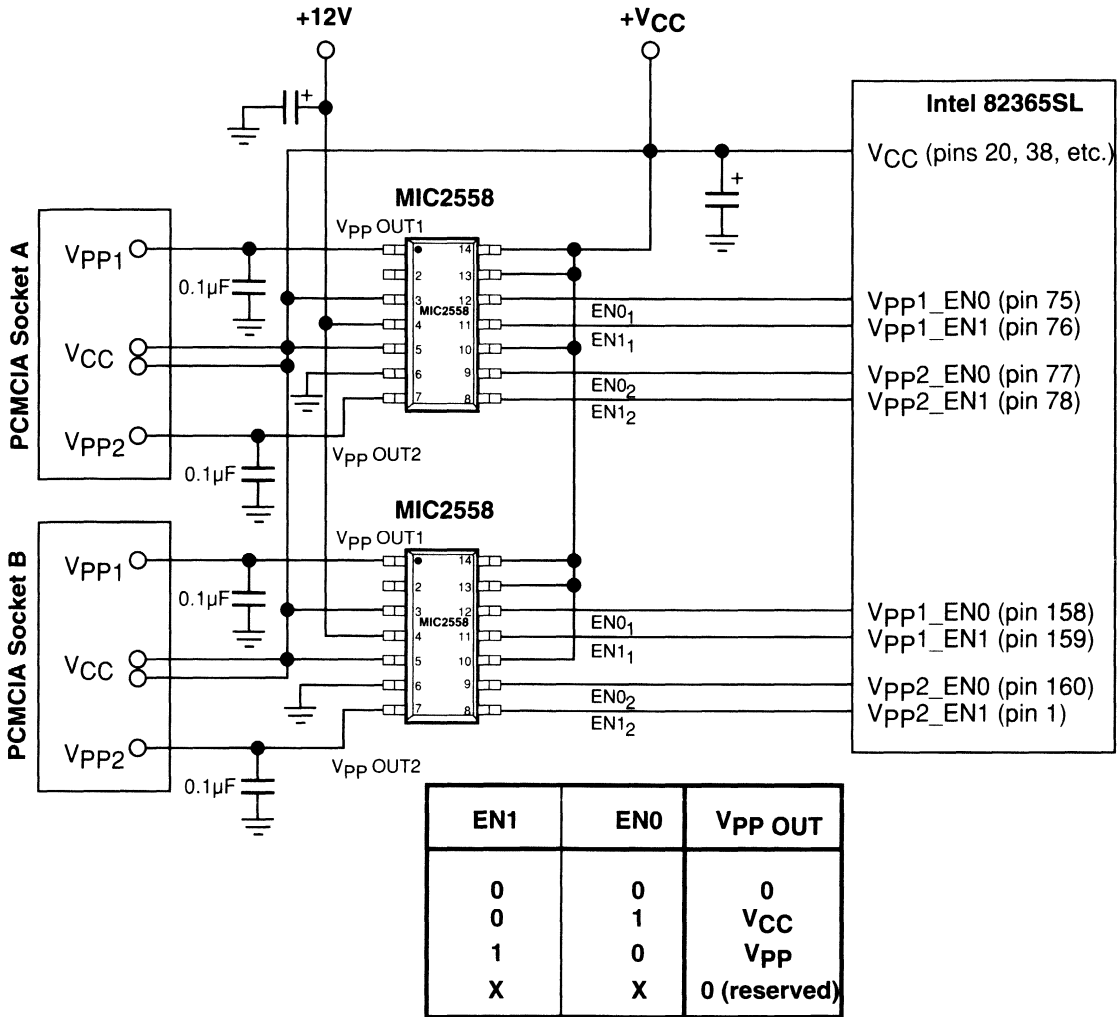 +12V
+VCC
Intel 82365SL
VCC (pins 20, 38, etc.)
PCMCIA Socket A
VPP1
0.1µF
VCC
VPP2
0.1µF
MIC2558
VPP OUT1
MIC2558
2
3
4
5
6
7
14
13
12
11
10
9
8
VPP OUT2
EN01
EN11
EN02
EN12
VPP1_EN0 (pin 75)
VPP1_EN1 (pin 76)
VPP2_EN0 (pin 77)
VPP2_EN1 (pin 78)
PCMCIA Socket B
VPP1
0.1µF
VCC
VPP2
0.1µF
MIC2558
VPP OUT1
MIC2558
2
3
4
5
6
7
14
13
12
11
10
9
8
VPP OUT2
EN01
EN11
EN02
EN12
VPP1_EN0 (pin 158)
VPP1_EN1 (pin 159)
VPP2_EN0 (pin 160)
VPP2_EN1 (pin 1)
EN1 EN0 VPP OUT
0 0 0
0 1 VCC
1 0 VPP
X X 0 (reserved)